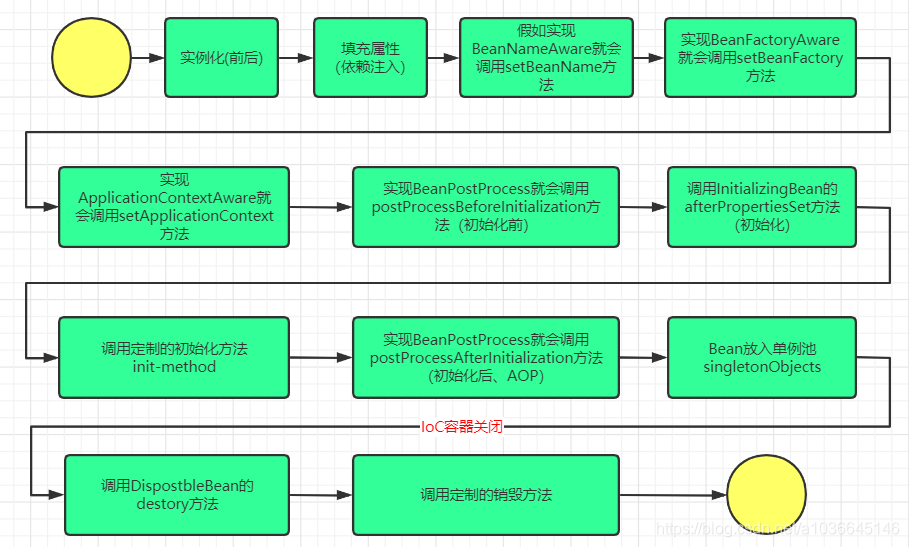 实例化(前后)
填充属性
(依赖注入)
假如实现
BeanNameAware就会
调用setBeanName方
法
实现BeanFactoryAware
就会调用setBeanFactory
方法
实现
ApplicationContextAware就
会调用setApplicationContext
方法
实现BeanPostProcess就会调用
postProcessBeforeInitialization方
法（初始化前）
调用InitializingBean的
afterPropertiesSet方法
(初始化)
调用定制的初始化方法
init-method
实现BeanPostProcess就会调用
postProcessAfterInitialization方法
(初始化后、AOP)
Bean放入单例池
singletonObjects
IoC容器关闭
调用DispostbleBean的
destory方法
调用定制的销毁方法
https://blog.csdn.net/a1036645146